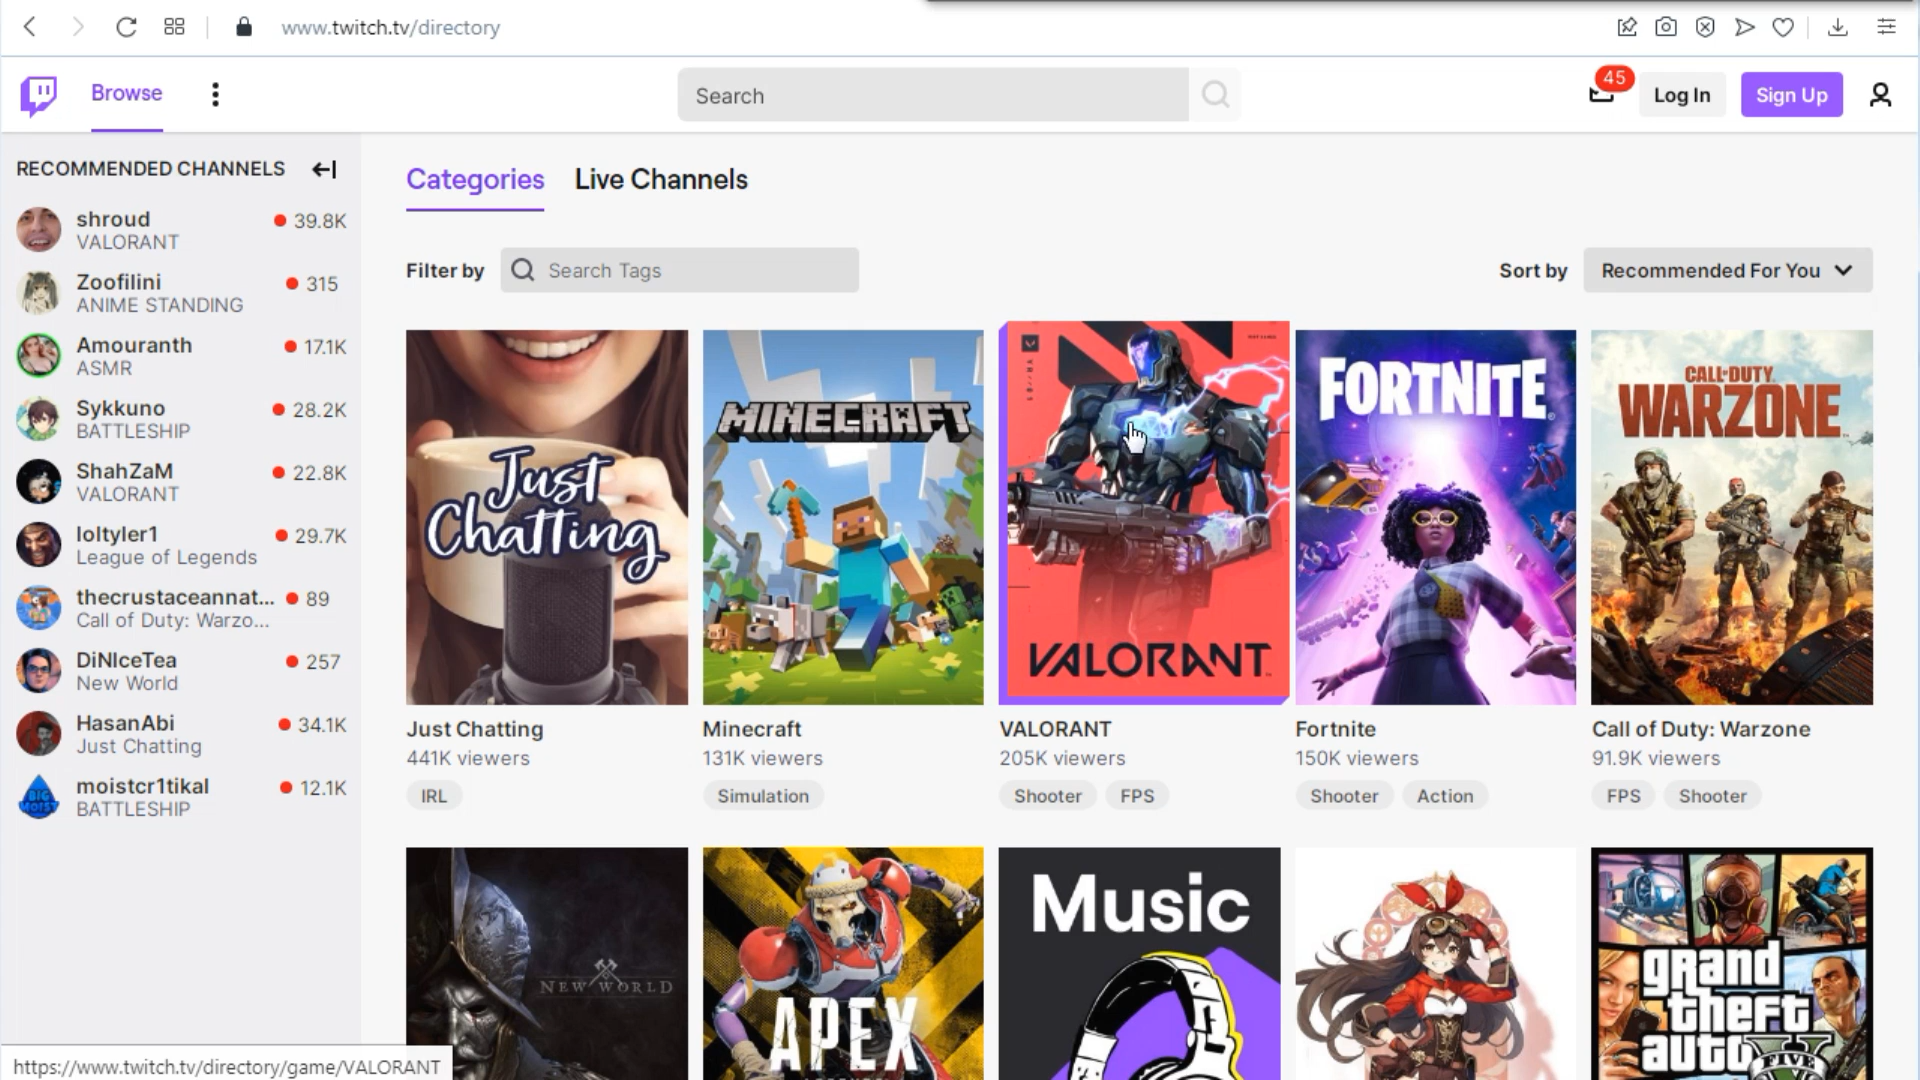 www.twitch.tv/directory
Browse
Search
45
Log In
Sign Up
RECOMMENDED CHANNELS
shroud
39.8K
VALORANT
Zoofilini
315
ANIME STANDING
Amouranth
17.1K
ASMR
Sykkuno
28.2K
BATTLESHIP
ShahZaM
22.8K
VALORANT
loltyler1
29.7K
League of Legends
thecrustaceannat...
89
Call of Duty: Warzo...
DiNIceTea
257
New World
HasanAbi
34.1K
Just Chatting
moistcr1tikal
12.1K
BATTLESHIP
BIG
MOIST
Categories
Live Channels
Filter by
Search Tags
Sort by
Recommended For You
Just
Chatting
MINECRAFT
VALORANT
FORTNITE
CALL OF DUTY
WARZONE
Just Chatting
441K viewers
IRL
Minecraft
131K viewers
Simulation
VALORANT
205K viewers
Shooter
FPS
Fortnite
150K viewers
Shooter
Action
Call of Duty: Warzone
91.9K viewers
FPS
Shooter
NEW WORLD
APEX
Music
grand
theft
auto
FIVE
https://www.twitch.tv/directory/game/VALORANT